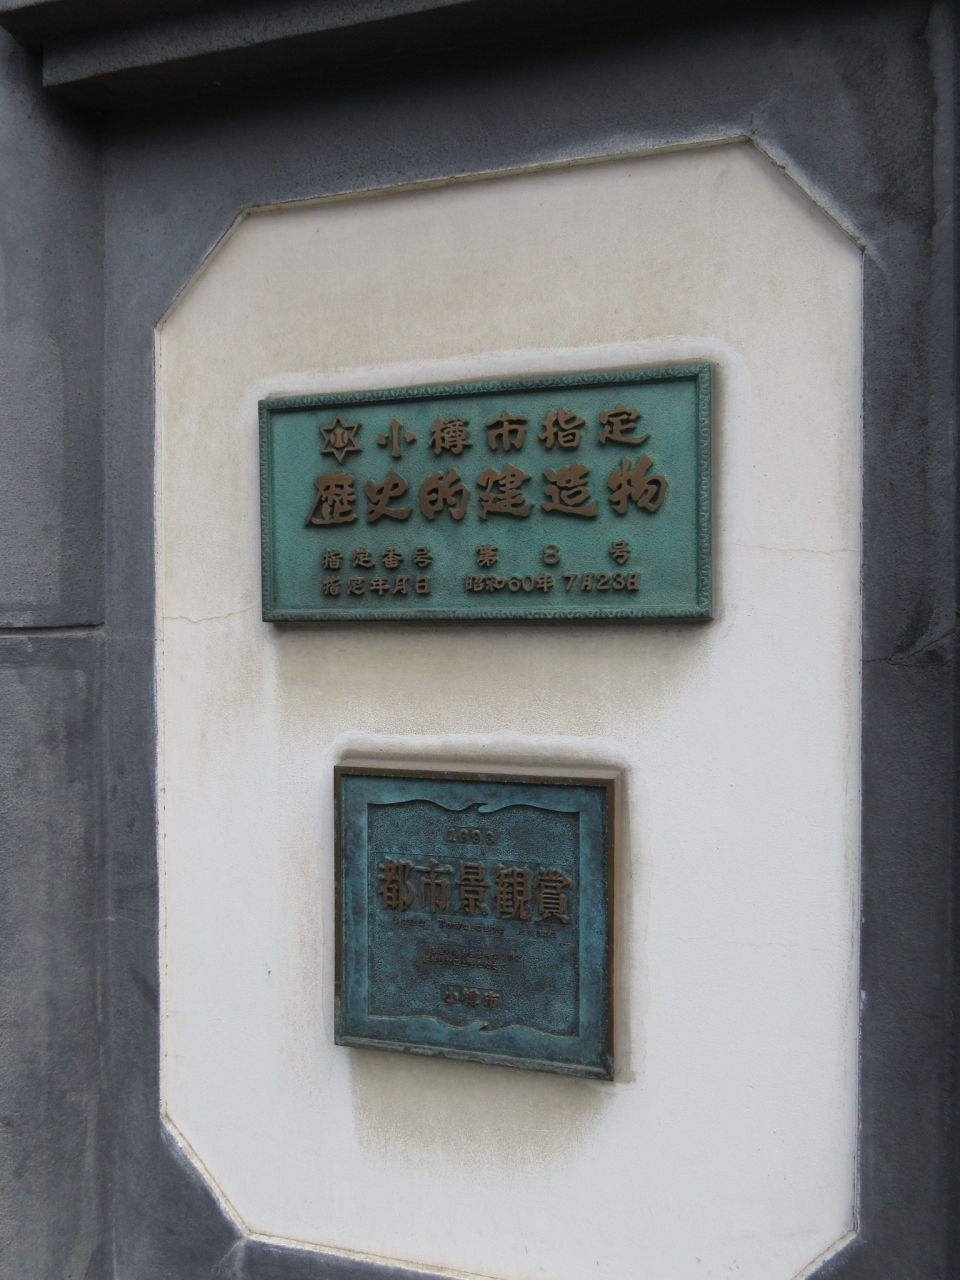 小樽市指定
歴史的建造物
指定番号 第8号
指定年月日 昭和60年7月23日
1993
都市景観賞
小樽市